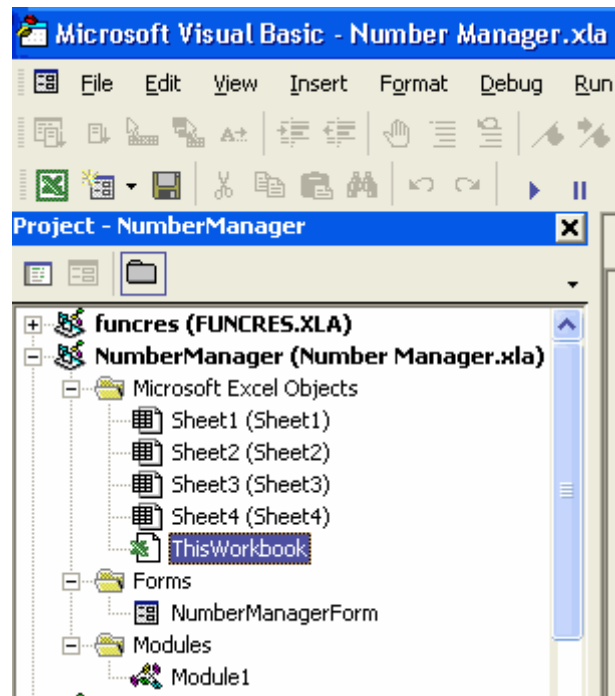 Microsoft Visual Basic - Number Manager.xla
File Edit View Insert Format Debug Run
Project - NumberManager
funcres (FUNCRES.XLA)
NumberManager (Number Manager.xla)
Microsoft Excel Objects
Sheet1 (Sheet1)
Sheet2 (Sheet2)
Sheet3 (Sheet3)
Sheet4 (Sheet4)
ThisWorkbook
Forms
NumberManagerForm
Modules
Module1